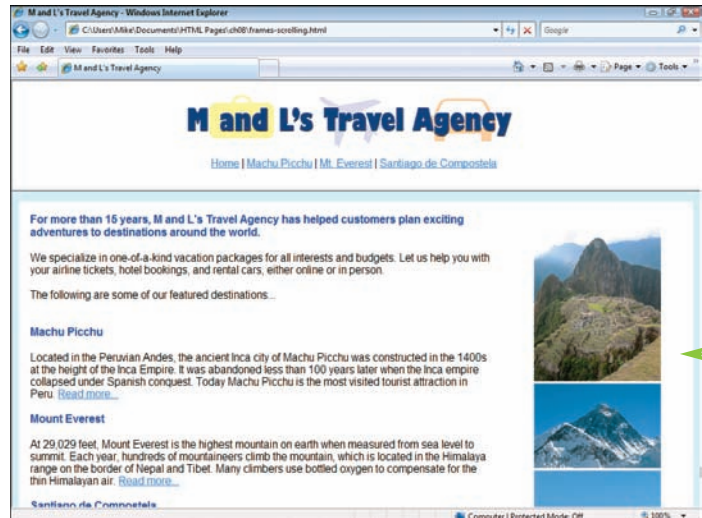 M and L's Travel Agency - Windows Internet Explorer
C:\Users\Mike\Documents\HTML Pages\ch08\frames-scrolling.html
Google
File Edit View Favorites Tools Help
M and L's Travel Agency
Page Tools
M and L's Travel Agency
Home | Machu Picchu | Mt. Everest | Santiago de Compostela
For more than 15 years, M and L's Travel Agency has helped customers plan exciting
adventures to destinations around the world.
We specialize in one-of-a-kind vacation packages for all interests and budgets. Let us help you with
your airline tickets, hotel bookings, and rental cars, either online or in person.
The following are some of our featured destinations...
Machu Picchu
Located in the Peruvian Andes, the ancient Inca city of Machu Picchu was constructed in the 1400s
at the height of the Inca Empire. It was abandoned less than 100 years later when the Inca empire
collapsed under Spanish conquest. Today Machu Picchu is the most visited tourist attraction in
Peru. Read more...
Mount Everest
At 29,029 feet, Mount Everest is the highest mountain on earth when measured from sea level to
summit. Each year, hundreds of mountaineers climb the mountain, which is located in the Himalaya
range on the border of Nepal and Tibet. Many climbers use bottled oxygen to compensate for the
thin Himalayan air. Read more...
Santiago de Compostela
Computer | Protected Mode: Off 100%